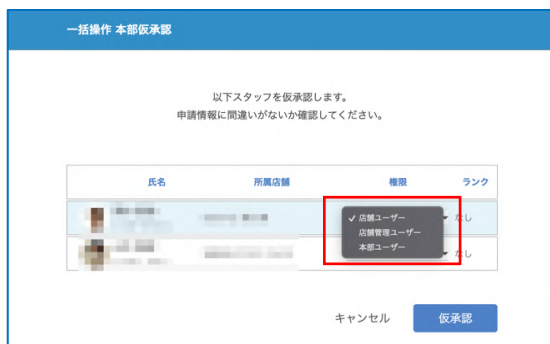 一括操作 本部仮承認
以下スタッフを仮承認します。
申請情報に間違いがないか確認してください。
氏名 所属店舗 権限 ランク
✓ 店舗ユーザー なし
店舗管理ユーザー
本部ユーザー なし
キャンセル 仮承認